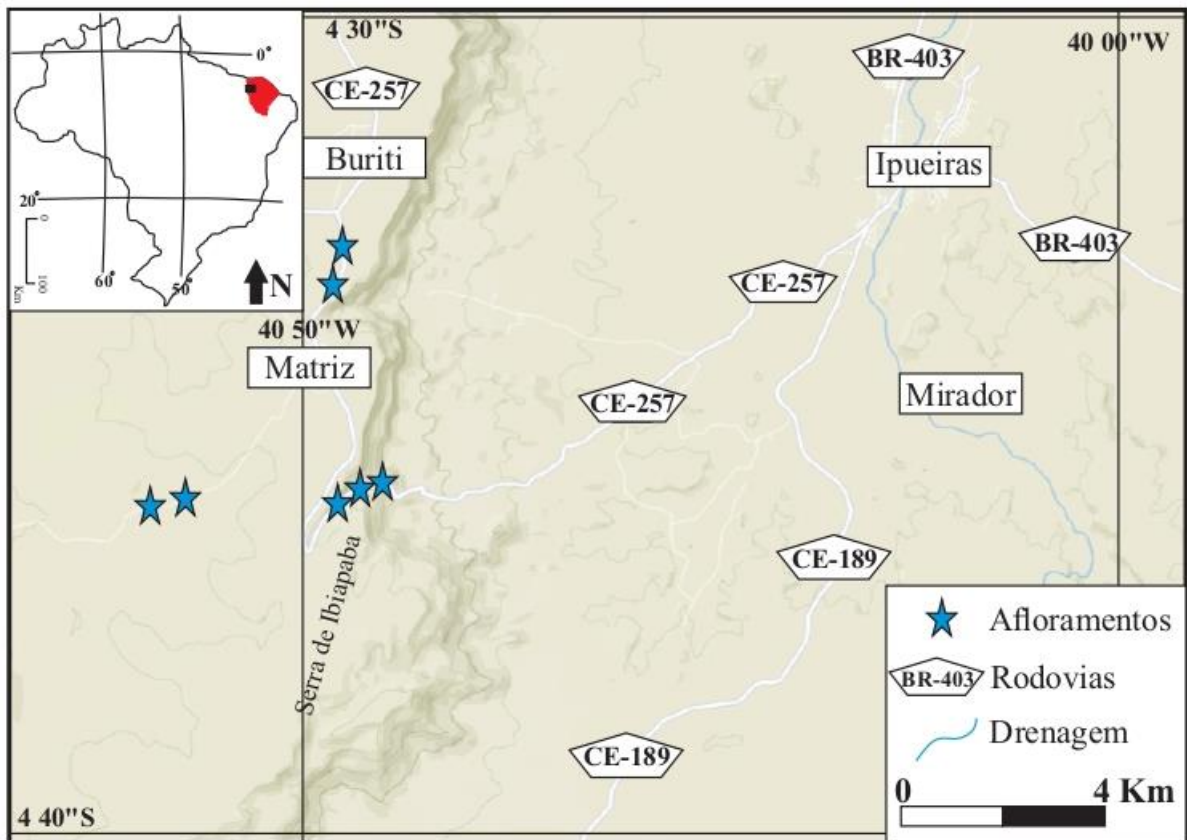 0°
20°
0
100
Km
60°
50°
N
4 30"S
40 00"W
BR-403
CE-257
Buriti
Ipueiras
BR-403
CE-257
40 50"W
Matriz
CE-257
Mirador
CE-189
Serra de Ibiapaba
CE-189
4 40"S
Afloramentos
BR-403 Rodovias
Drenagem
0 4 Km